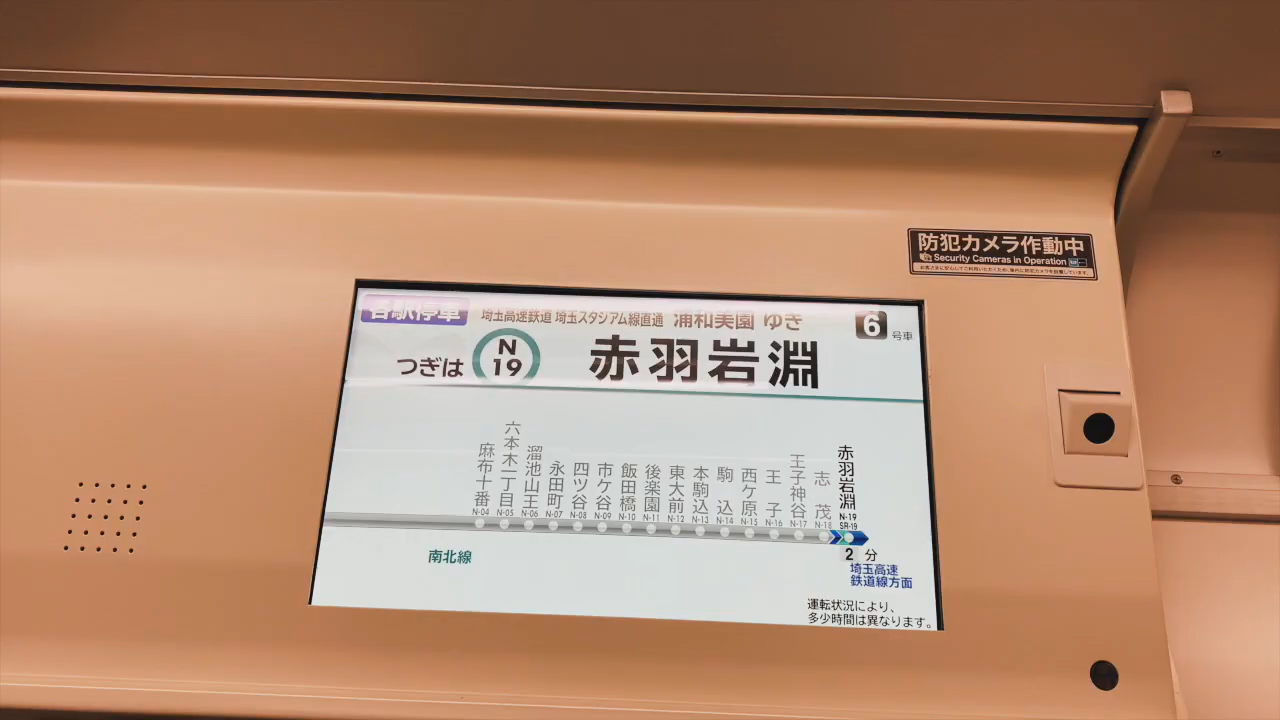 防犯カメラ作動中
Security Cameras in Operation
各駅停車
埼玉高速鉄道 埼玉スタジアム線直通 浦和美園 ゆき
6 号車
つぎは
N
19
赤羽岩淵
麻布十番
六本木一丁目
溜池山王
永田町
四ツ谷
市ケ谷
飯田橋
後楽園
東大前
本駒込
駒込
西ケ原
王子
王子神谷
志茂
赤羽岩淵
N-04 N-05 N-06 N-07 N-08 N-09 N-10 N-11 N-12 N-13 N-14 N-15 N-16 N-17 N-18 N-19
SR-19
2 分
南北線
埼玉高速
鉄道線方面
運転状況により、
多少時間は異なります。